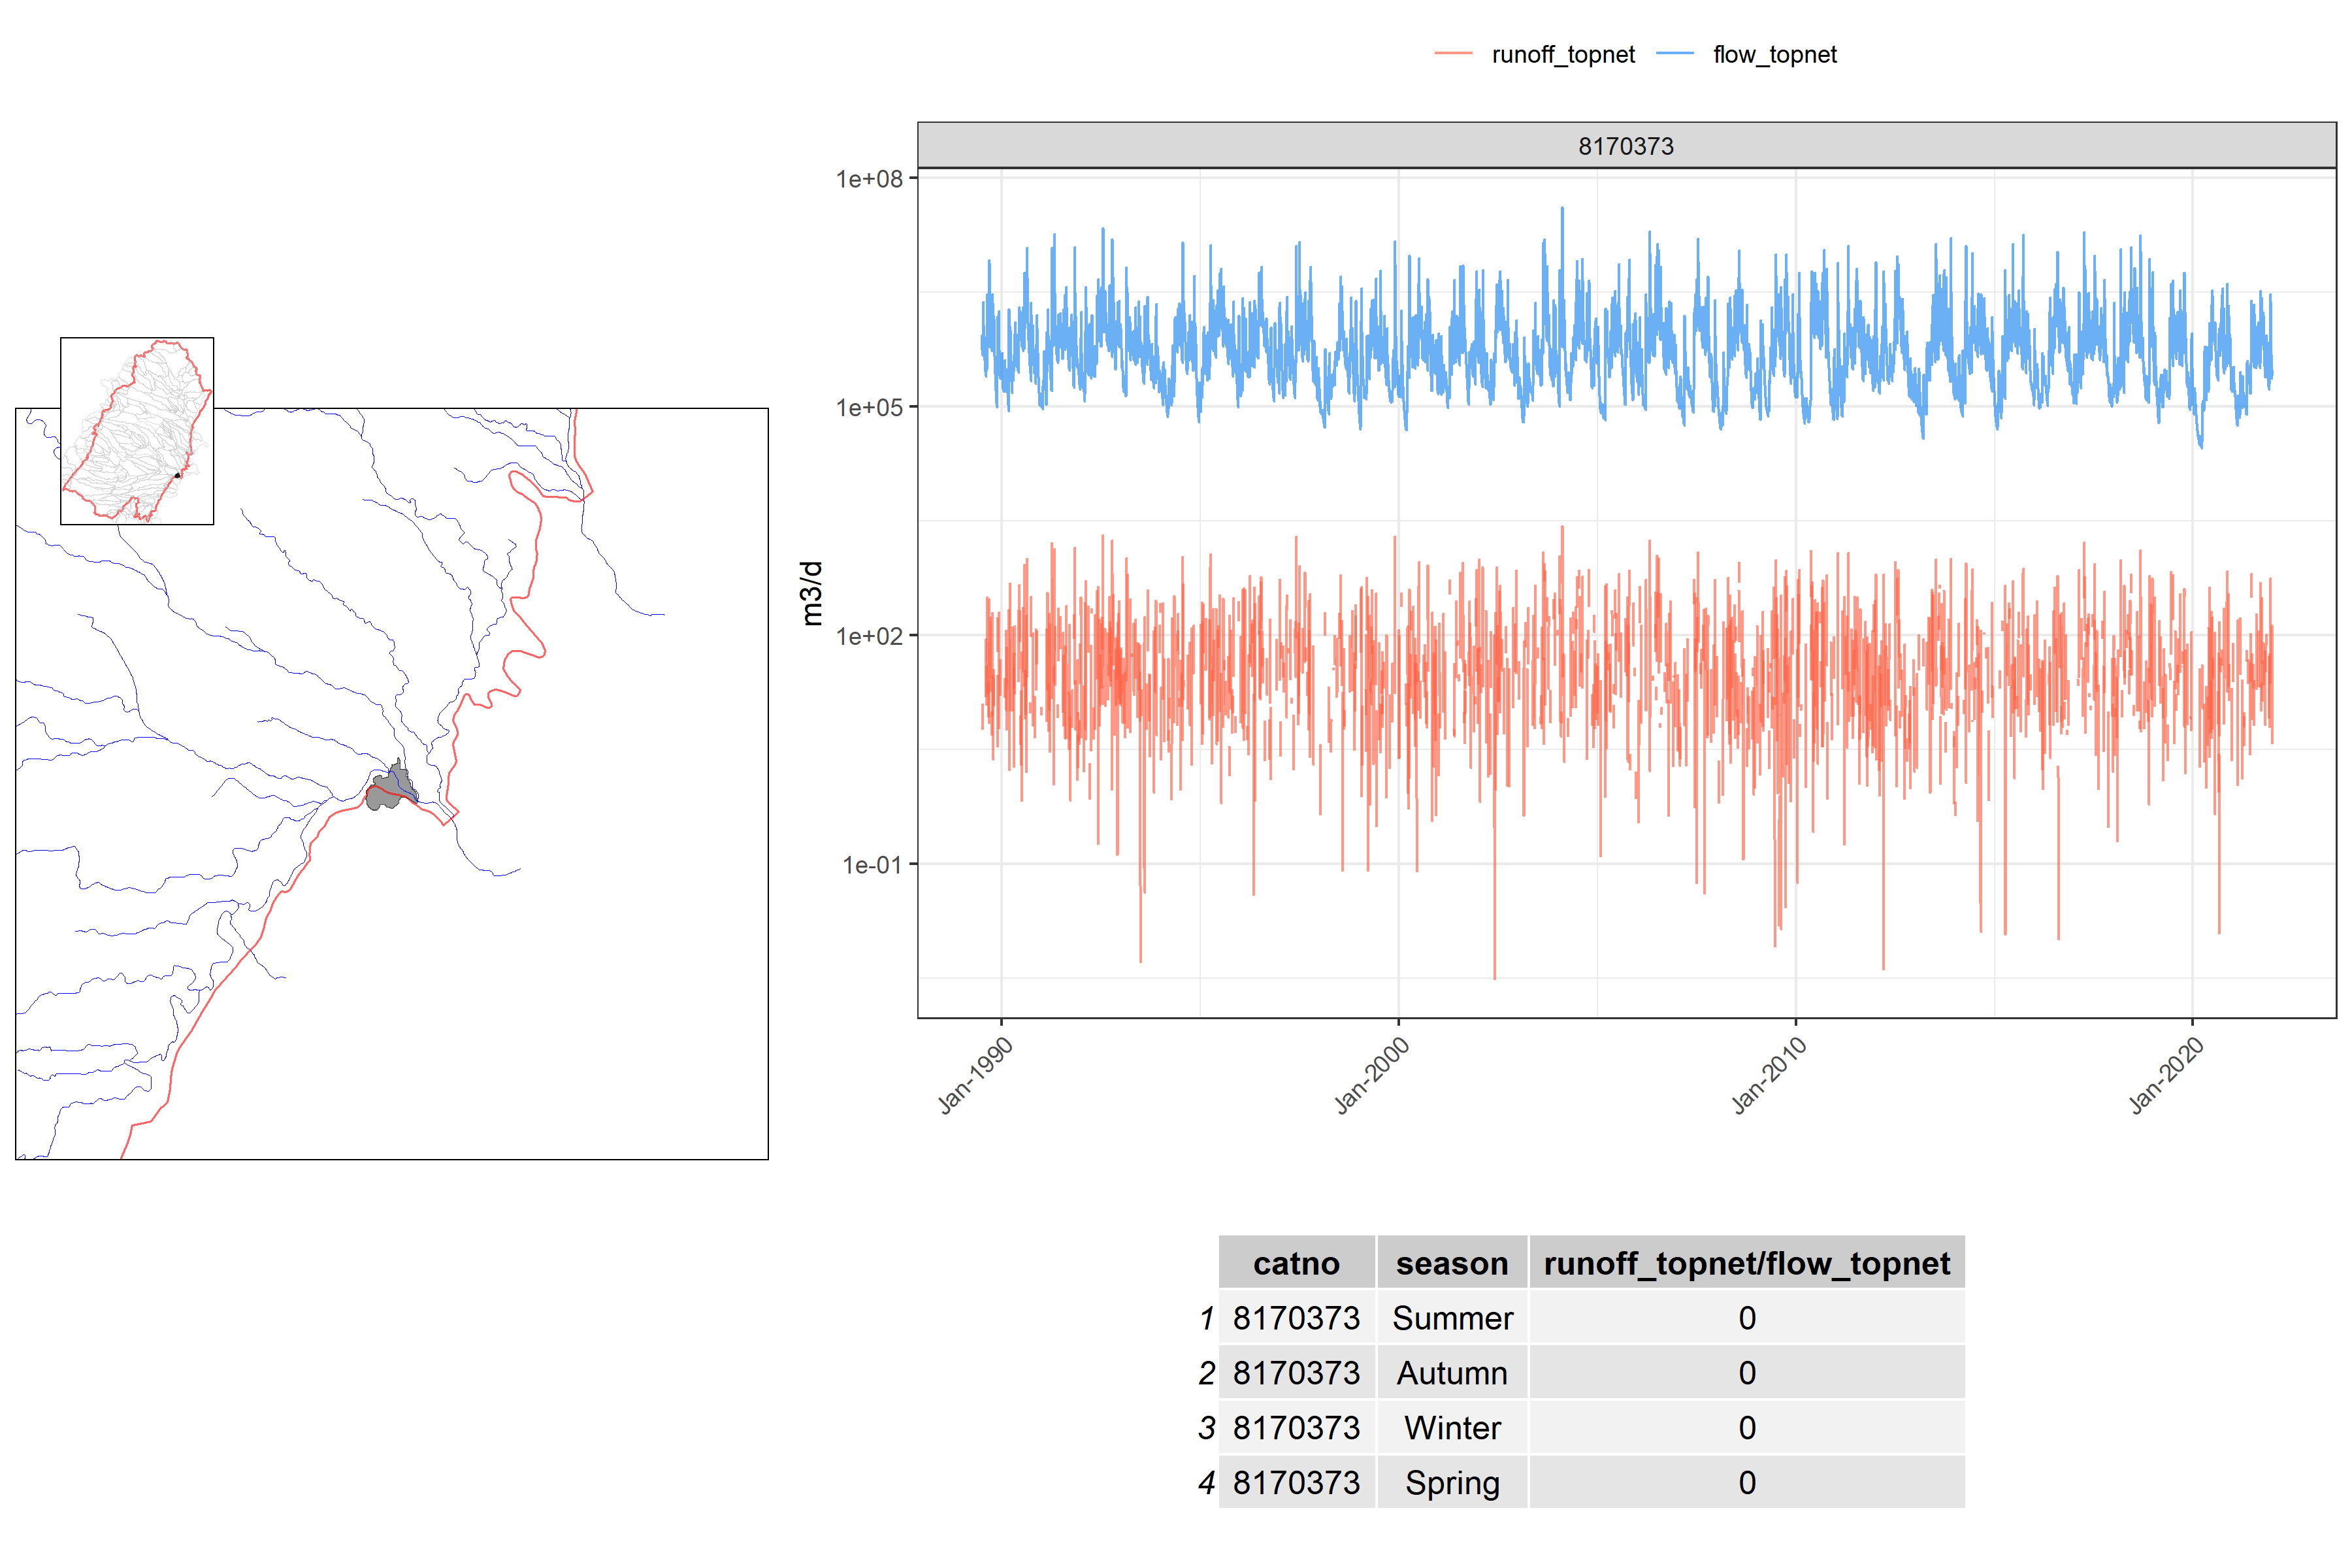 runoff_topnet flow_topnet
8170373
1e+08
1e+05
1e+02
1e-01
m3/d
Jan-1990 Jan-2000 Jan-2010 Jan-2020
catno season runoff_topnet/flow_topnet
1 8170373 Summer 0
2 8170373 Autumn 0
3 8170373 Winter 0
4 8170373 Spring 0